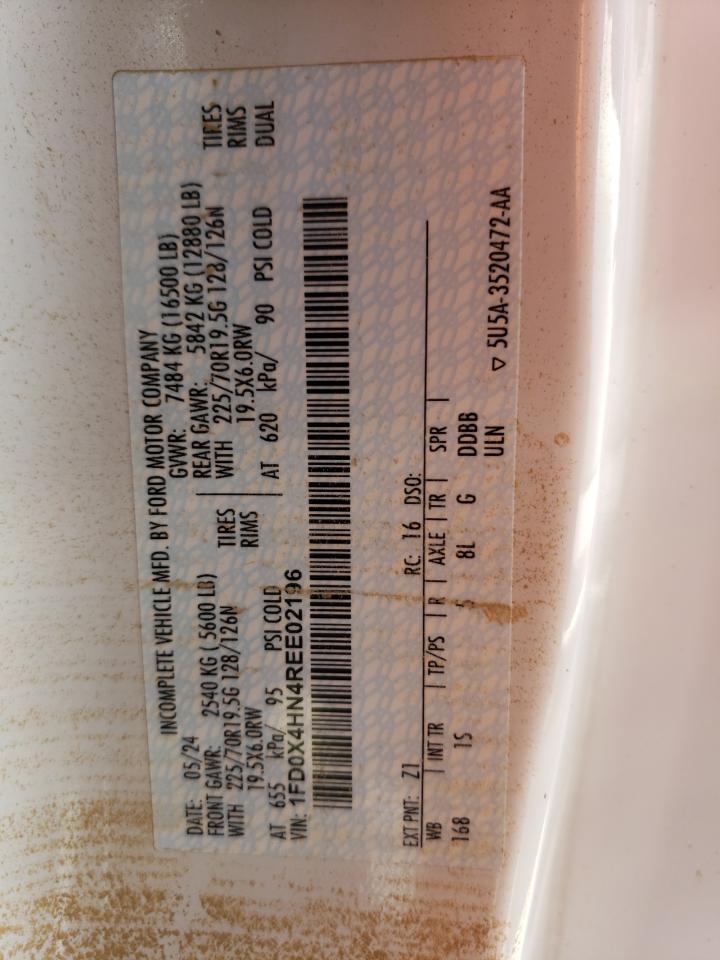 INCOMPLETE VEHICLE MFD. BY FORD MOTOR COMPANY
DATE: 05/24 GVWR: 7484 KG (16500 LB)
FRONT GAWR: 2540 KG ( 5600 LB) REAR GAWR: 5842 KG (12880 LB)
WITH 225/70R19.5G 128/126N TIRES WITH 225/70R19.5G 128/126N TIRES
19.5X6.0RW RIMS 19.5X6.0RW RIMS
AT 655 kPa/ 95 PSI COLD AT 620 kPa/ 90 PSI COLD DUAL
VIN: 1FD0X4HN4REE02196
EXT PNT: Z1 RC: 16 DSO:
WB INT TR TP/PS R AXLE TR SPR
168 1S 5 8L G DDBB
ULN
▽ 5U5A-3520472-AA